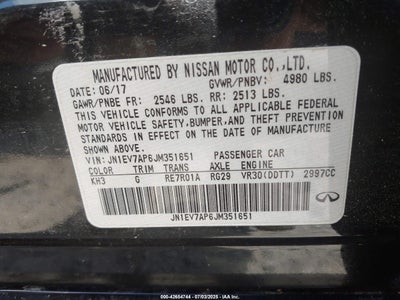 MANUFACTURED BY NISSAN MOTOR CO.,LTD.
DATE: 06/17 GVWR/PNBV: 4980 LBS.
GAWR/PNBE FR: 2546 LBS. RR: 2513 LBS.
THIS VEHICLE CONFORMS TO ALL APPLICABLE FEDERAL
MOTOR VEHICLE SAFETY,BUMPER,AND THEFT PREVENTION
STANDARDS IN EFFECT ON THE DATE OF MANUFACTURE
SHOWN ABOVE.
VIN:JN1EV7AP6JM351651 PASSENGER CAR
COLOR TRIM TRANS AXLE ENGINE
KH3 G RE7R01A RG29 VR30(DDTT) 2997CC
JN1EV7AP6JM351651
IAA
#000-42654744 | 07/03/2025 | IAAI.COM